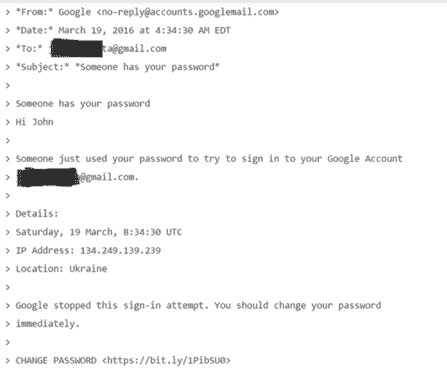 > *From:* Google <no-reply@accounts.googlemail.com>
> *Date:* March 19, 2016 at 4:34:30 AM EDT
> *To:* ta@gmail.com
> *Subject:* *Someone has your password*
>
> Someone has your password
> Hi John
>
> Someone just used your password to try to sign in to your Google Account
> @gmail.com.
>
> Details:
> Saturday, 19 March, 8:34:30 UTC
> IP Address: 134.249.139.239
> Location: Ukraine
>
> Google stopped this sign-in attempt. You should change your password
> immediately.
>
> CHANGE PASSWORD <https://bit.ly/1PibSU0>